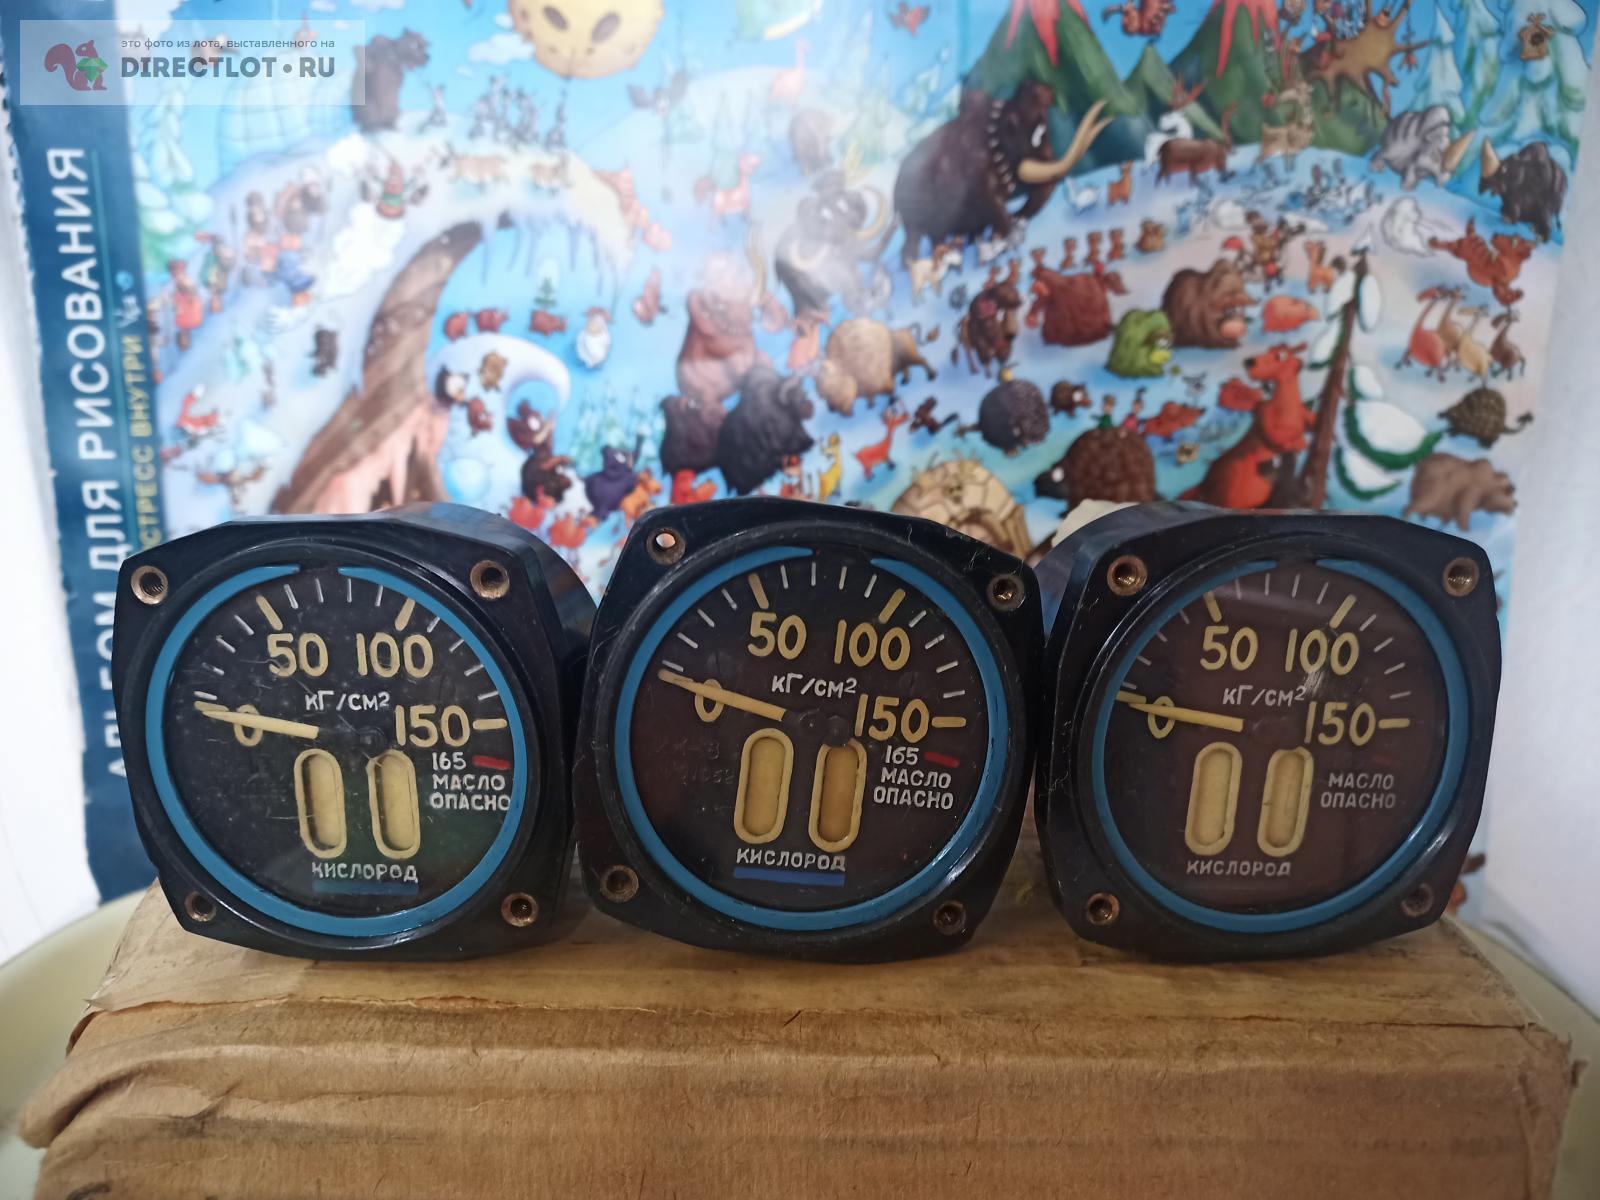 это фото из лота, выставленного на
DIRECTLOT•RU
АЛЬБОМ ДЛЯ РИСОВАНИЯ
СТРЕСС ВНУТРИ
50 100
кГ/см²
0 150
165
МАСЛО
ОПАСНО
КИСЛОРОД
50 100
кГ/см²
0 150
165
МАСЛО
ОПАСНО
КИСЛОРОД
50 100
кГ/см²
0 150
МАСЛО
ОПАСНО
КИСЛОРОД